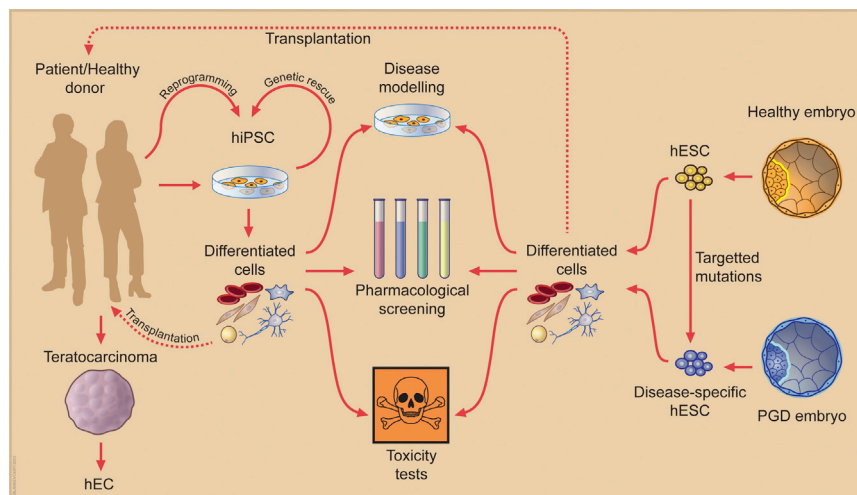 Transplantation
Patient/Healthy
donor
Reprogramming
Genetic rescue
hiPSC
Disease
modelling
Healthy embryo
hESC
Differentiated
cells
Pharmacological
screening
Differentiated
cells
Targetted
mutations
Transplantation
Teratocarcinoma
hEC
Toxicity
tests
Disease-specific
hESC
PGD embryo